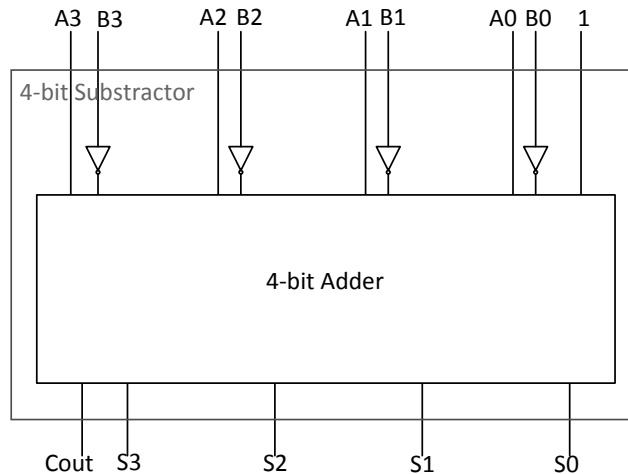 A3 B3 A2 B2 A1 B1 A0 B0 1
4-bit Substractor
4-bit Adder
Cout S3 S2 S1 S0